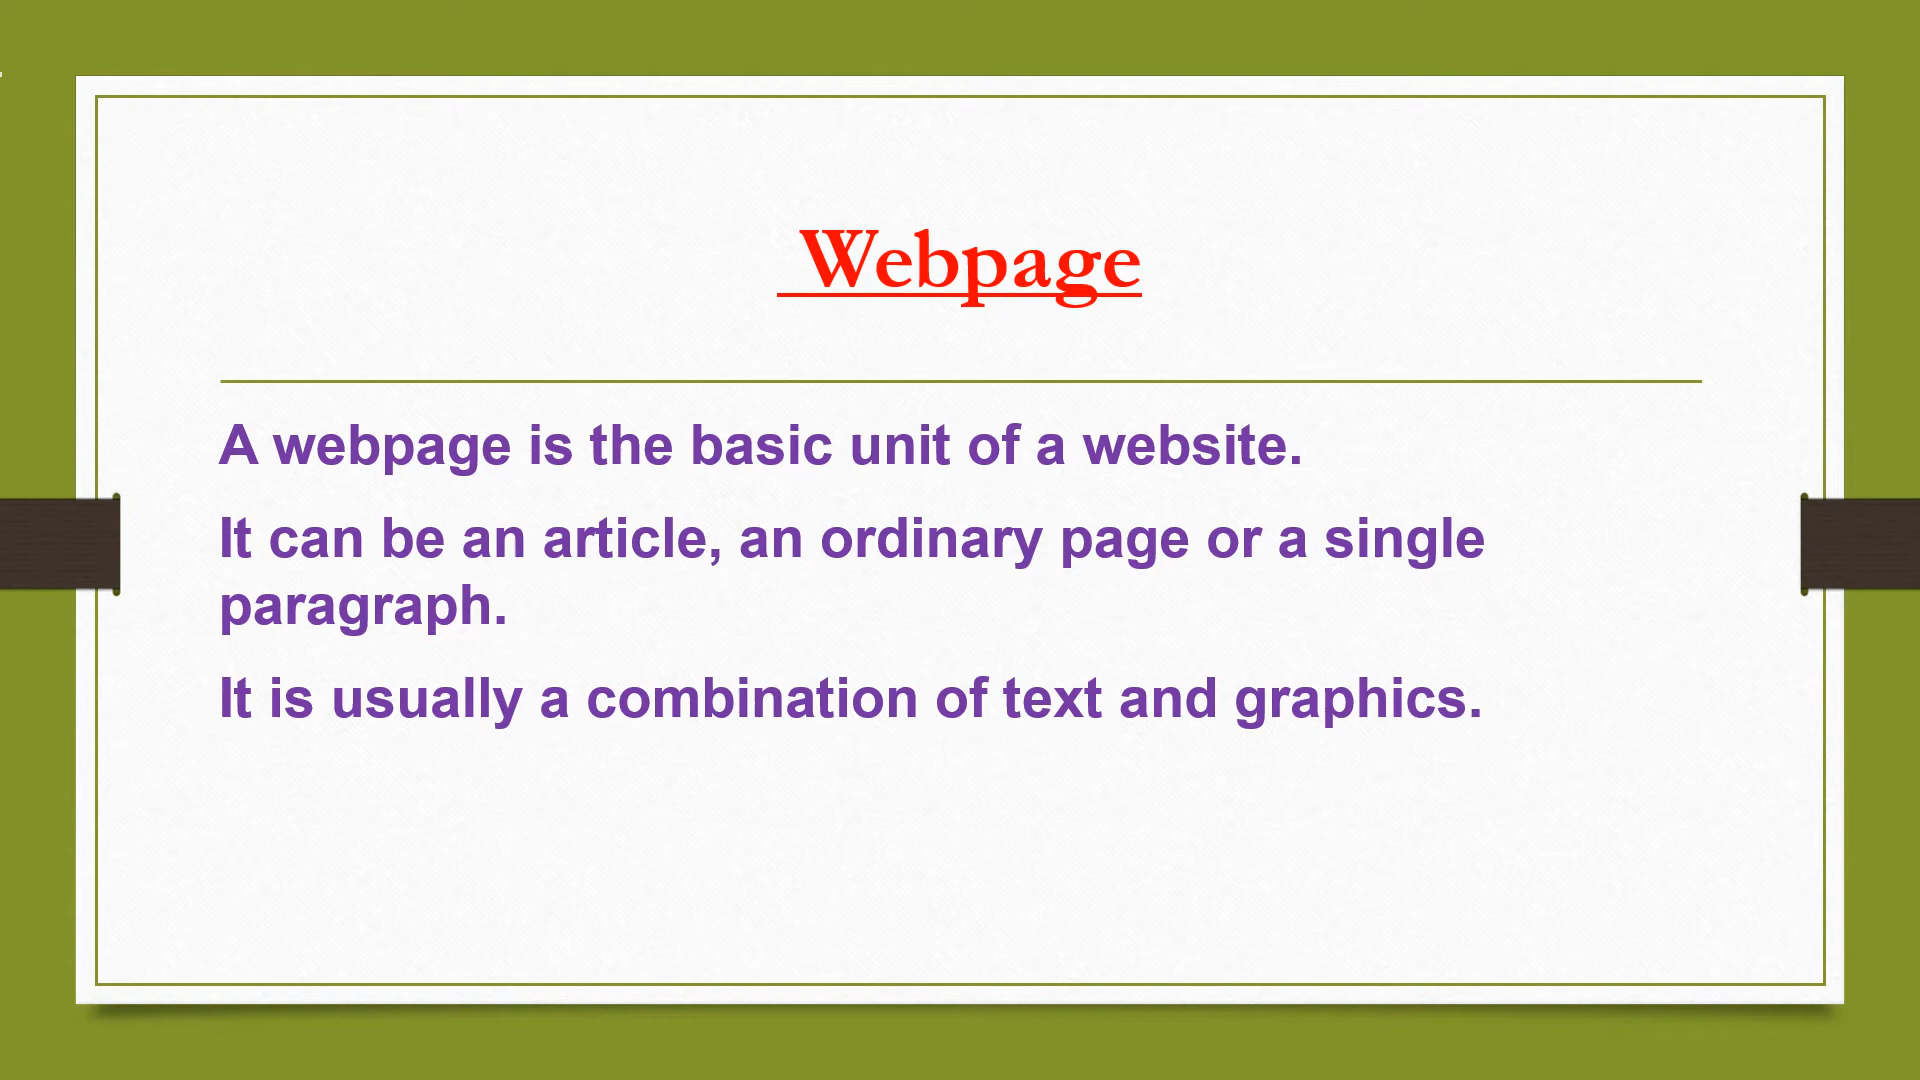 Webpage
A webpage is the basic unit of a website.
It can be an article, an ordinary page or a single
paragraph.
It is usually a combination of text and graphics.